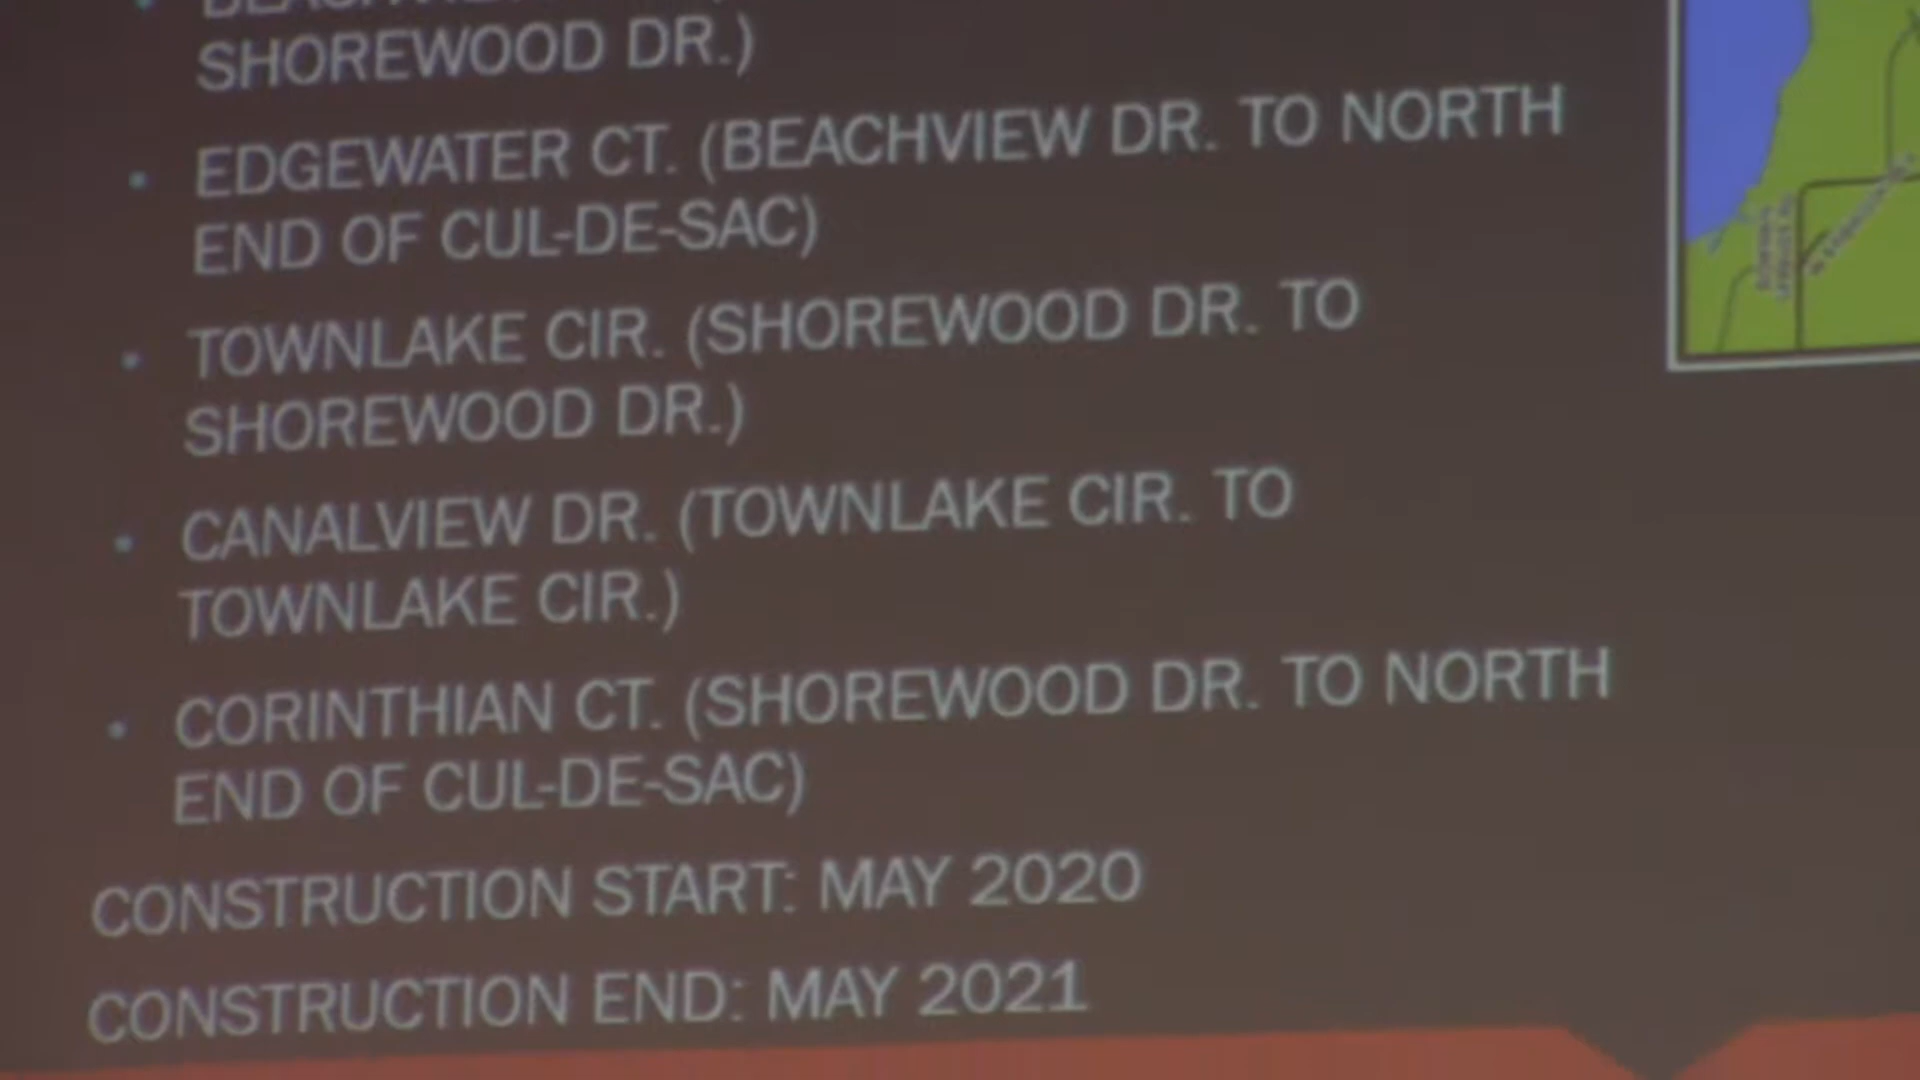 SHOREWOOD DR.)
• EDGEWATER CT. (BEACHVIEW DR. TO NORTH
END OF CUL-DE-SAC)
• TOWNLAKE CIR. (SHOREWOOD DR. TO
SHOREWOOD DR.)
• CANALVIEW DR. (TOWNLAKE CIR. TO
TOWNLAKE CIR.)
• CORINTHIAN CT. (SHOREWOOD DR. TO NORTH
END OF CUL-DE-SAC)
CONSTRUCTION START: MAY 2020
CONSTRUCTION END: MAY 2021